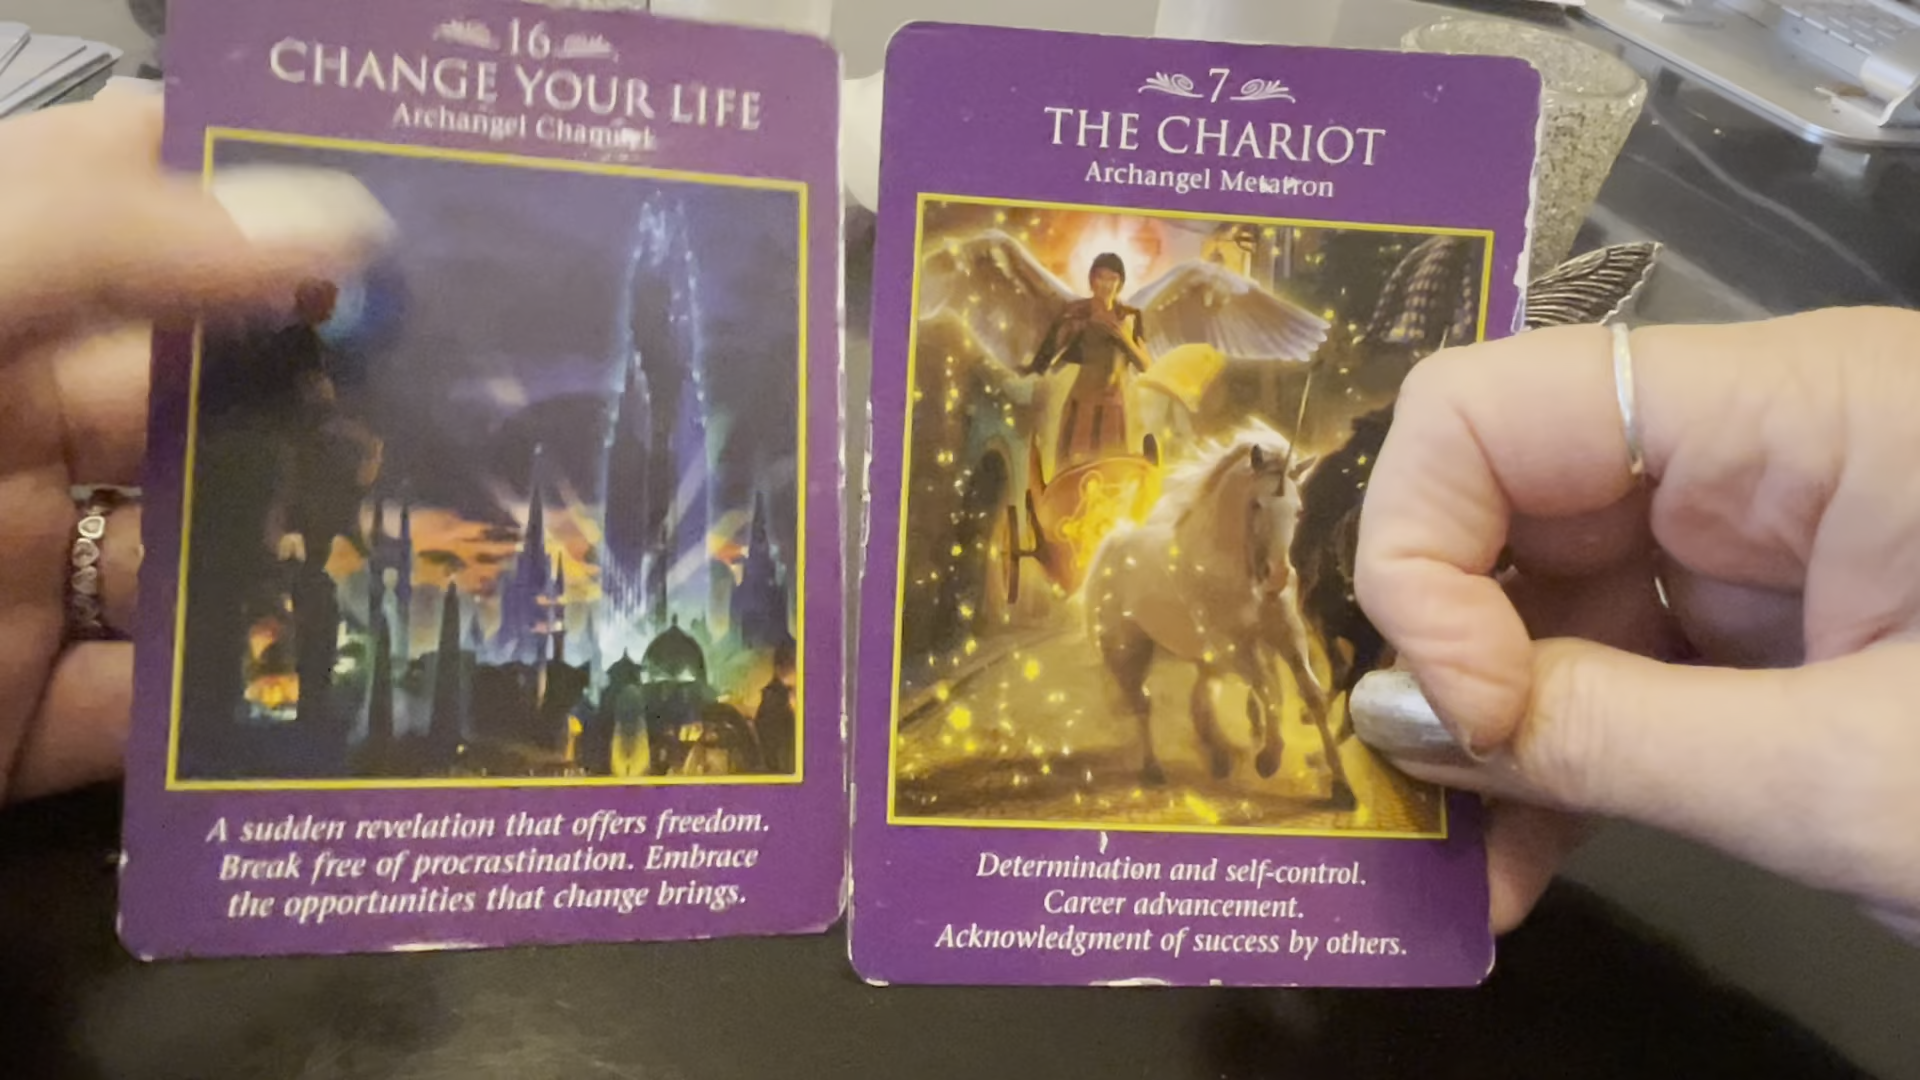 16
CHANGE YOUR LIFE
Archangel Chamuel
A sudden revelation that offers freedom.
Break free of procrastination. Embrace
the opportunities that change brings.
7
THE CHARIOT
Archangel Metatron
Determination and self-control.
Career advancement.
Acknowledgment of success by others.